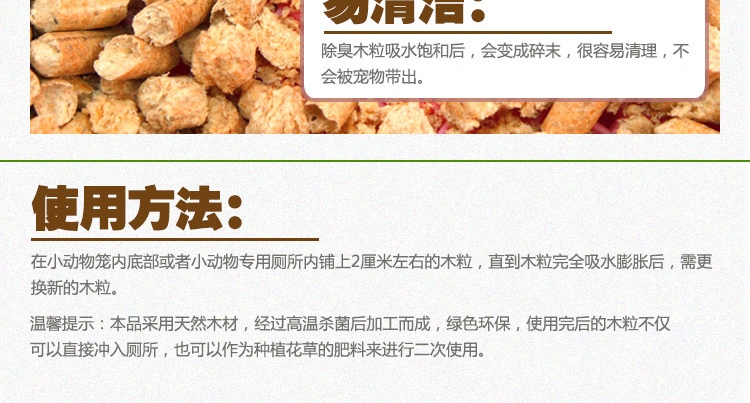 易清洁：
除臭木粒吸水饱和后，会变成碎末，很容易清理，不
会被宠物带出。
使用方法：
在小动物笼内底部或者小动物专用厕所内铺上2厘米左右的木粒，直到木粒完全吸水膨胀后，需更
换新的木粒。
温馨提示：本品采用天然木材，经过高温杀菌后加工而成，绿色环保，使用完后的木粒不仅
可以直接冲入厕所，也可以作为种植花草的肥料来进行二次使用。